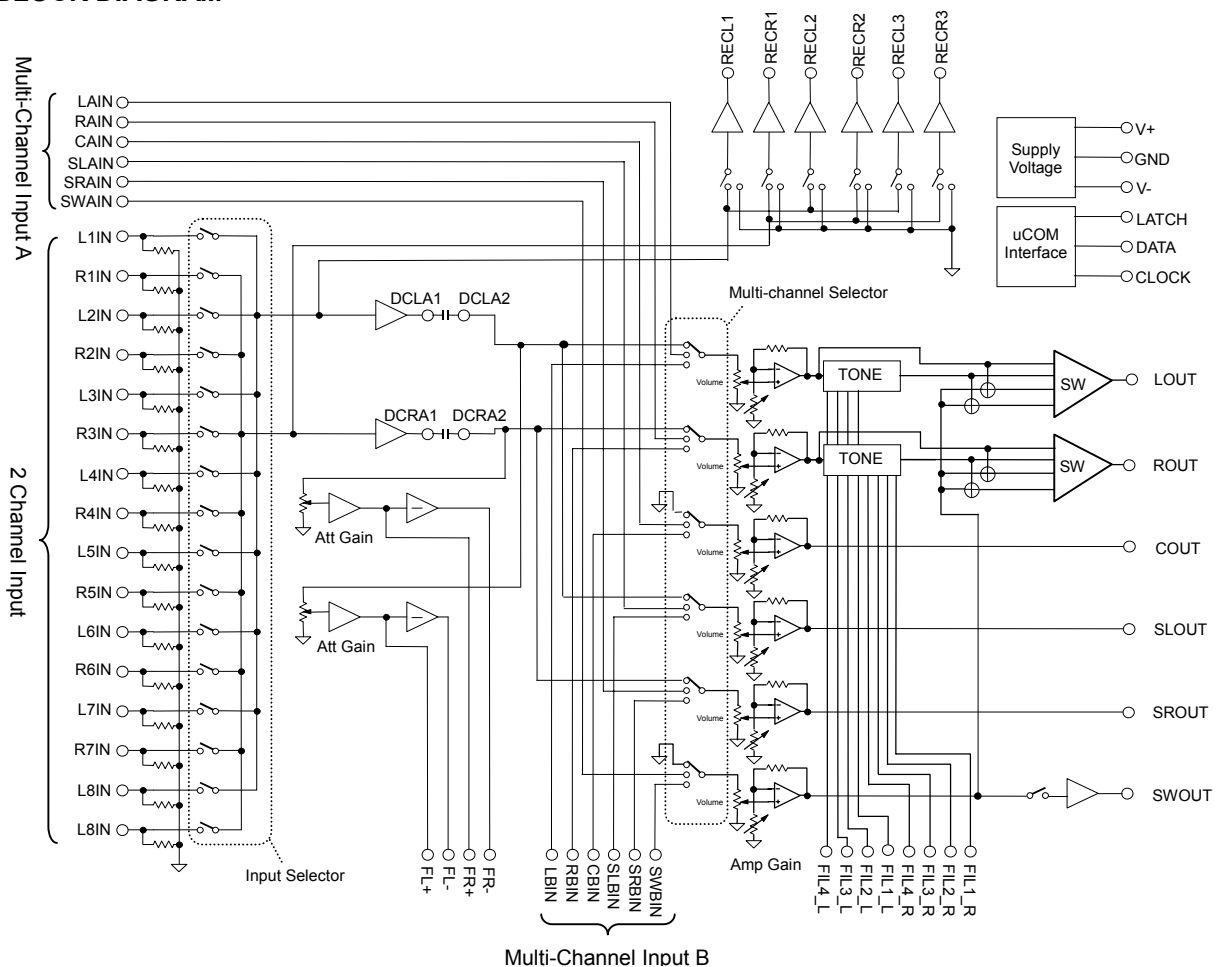 BLOCK DIAGRAM
RECL1
RECR1
RECL2
RECR2
RECL3
RECR3
Multi-Channel Input A
LAIN
RAIN
CAIN
SLAIN
SRAIN
SWAIN
Supply
Voltage
V+
GND
V-
uCOM
Interface
LATCH
DATA
CLOCK
2 Channel Input
L1IN
R1IN
L2IN
R2IN
L3IN
R3IN
L4IN
R4IN
L5IN
R5IN
L6IN
R6IN
L7IN
R7IN
L8IN
L8IN
Input Selector
DCLA1 DCLA2
DCRA1 DCRA2
Att Gain
Att Gain
FL+
FL-
FR+
FR-
Multi-channel Selector
Volume
Volume
Volume
Volume
Volume
Volume
LBIN
RBIN
CBIN
SLBIN
SRBIN
SWBIN
Multi-Channel Input B
Amp Gain
TONE
TONE
SW
SW
LOUT
ROUT
COUT
SLOUT
SROUT
SWOUT
FIL4_L
FIL3_L
FIL2_L
FIL1_L
FIL4_R
FIL3_R
FIL2_R
FIL1_R